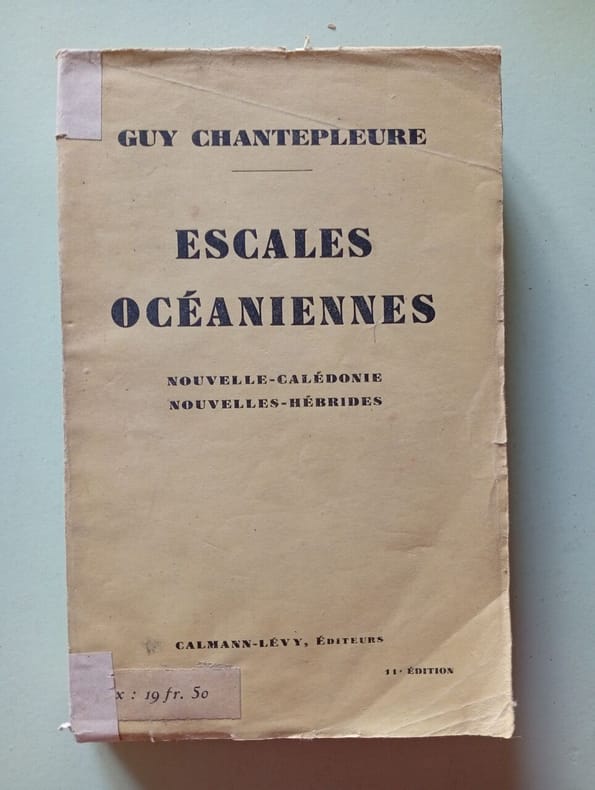 GUY CHANTEPLEURE
ESCALES
OCÉANIENNES
NOUVELLE-CALÉDONIE
NOUVELLES-HÉBRIDES
CALMANN-LÉVY, ÉDITEURS
11ᵉ ÉDITION
x : 19 fr. 50